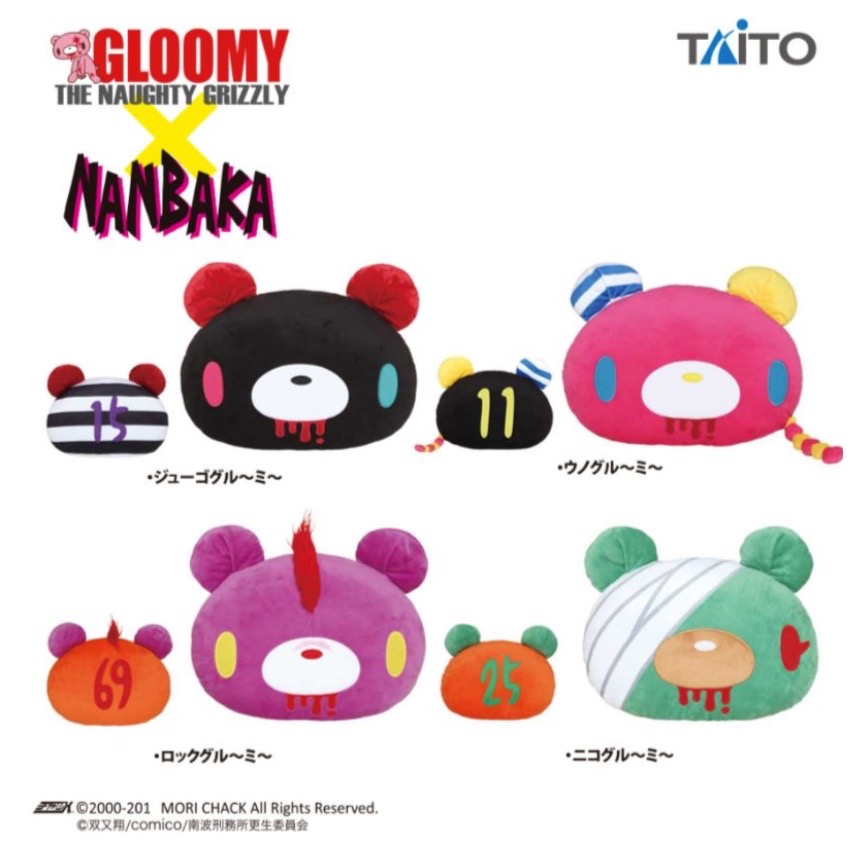 GLOOMY
THE NAUGHTY GRIZZLY
TAITO
×
NANBAKA
15
11
・ジューゴグル～ミ～
・ウノグル～ミ～
69
25
・ロックグル～ミ～
・ニコグル～ミ～
©2000-201 MORI CHACK All Rights Reserved.
©双又翔/comico/南波刑務所更生委員会